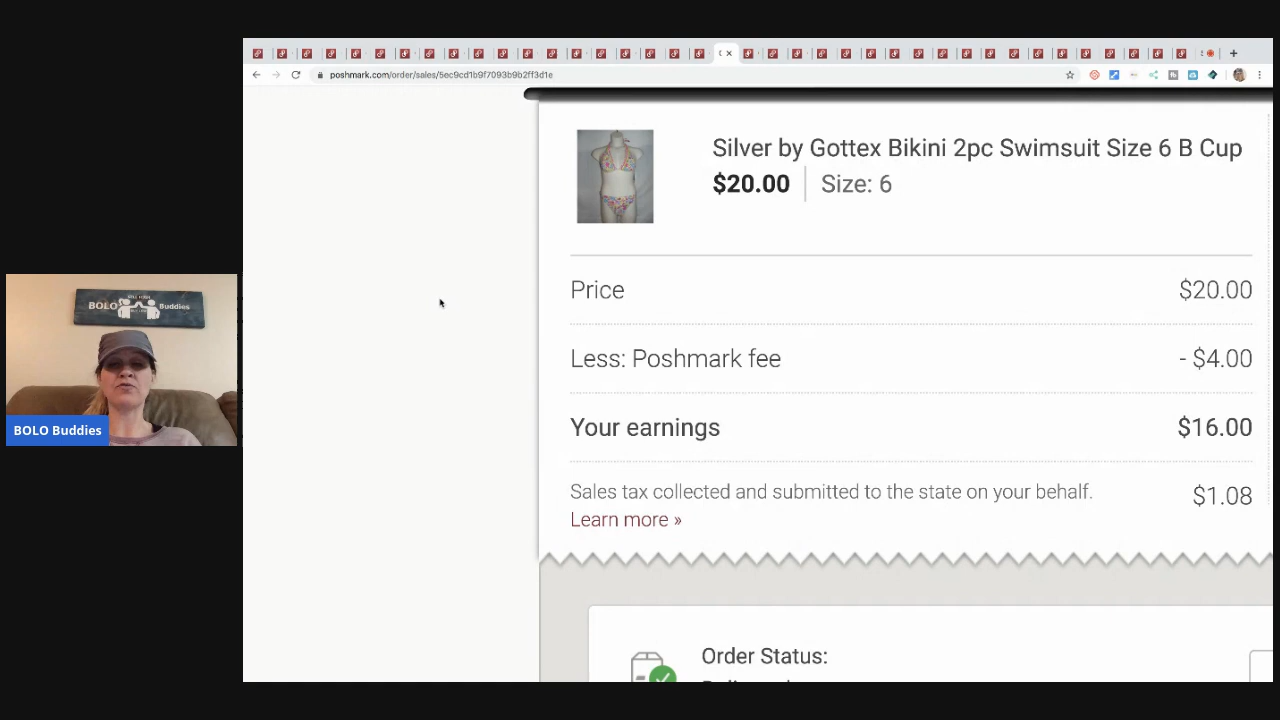 poshmark.com/order/sales/5ec9cd1b9f7093b9b2ff3d1e
Silver by Gottex Bikini 2pc Swimsuit Size 6 B Cup
$20.00 Size: 6
Price $20.00
Less: Poshmark fee - $4.00
Your earnings $16.00
Sales tax collected and submitted to the state on your behalf. $1.08
Learn more »
Order Status:
BOLO Buddies
BOLO Buddies